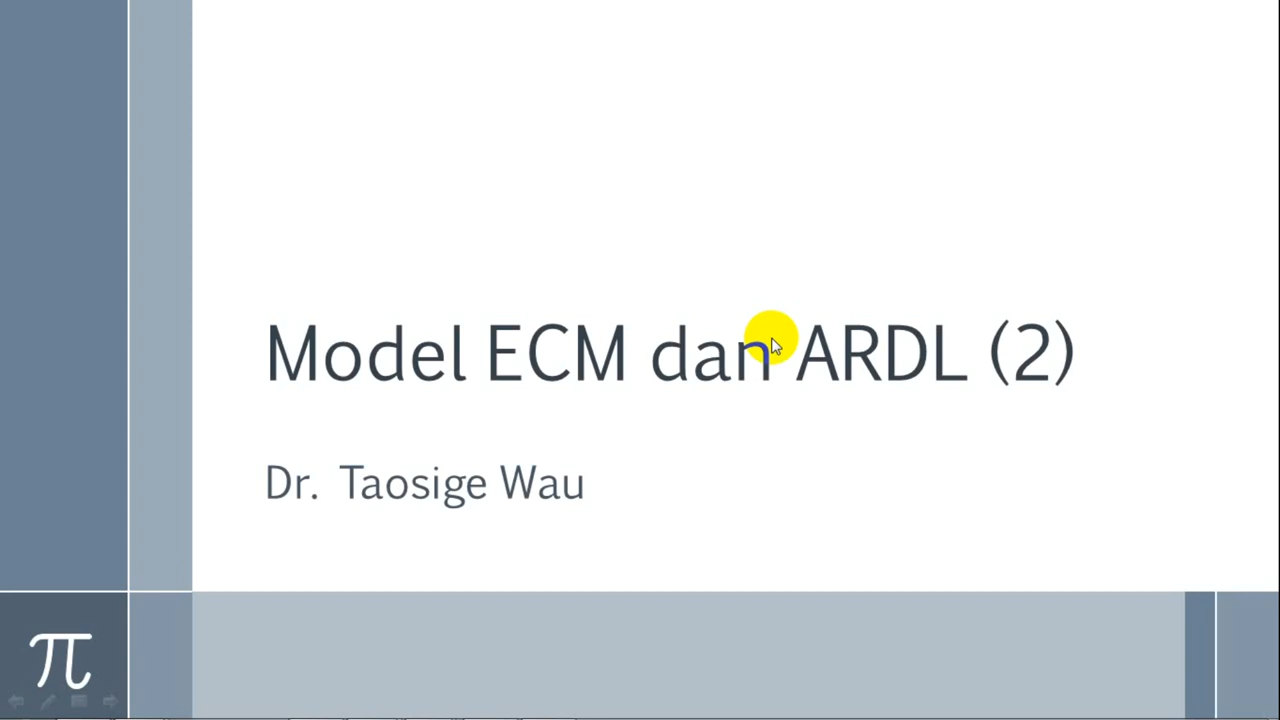 Model ECM dan ARDL (2)
Dr. Taosige Wau
π